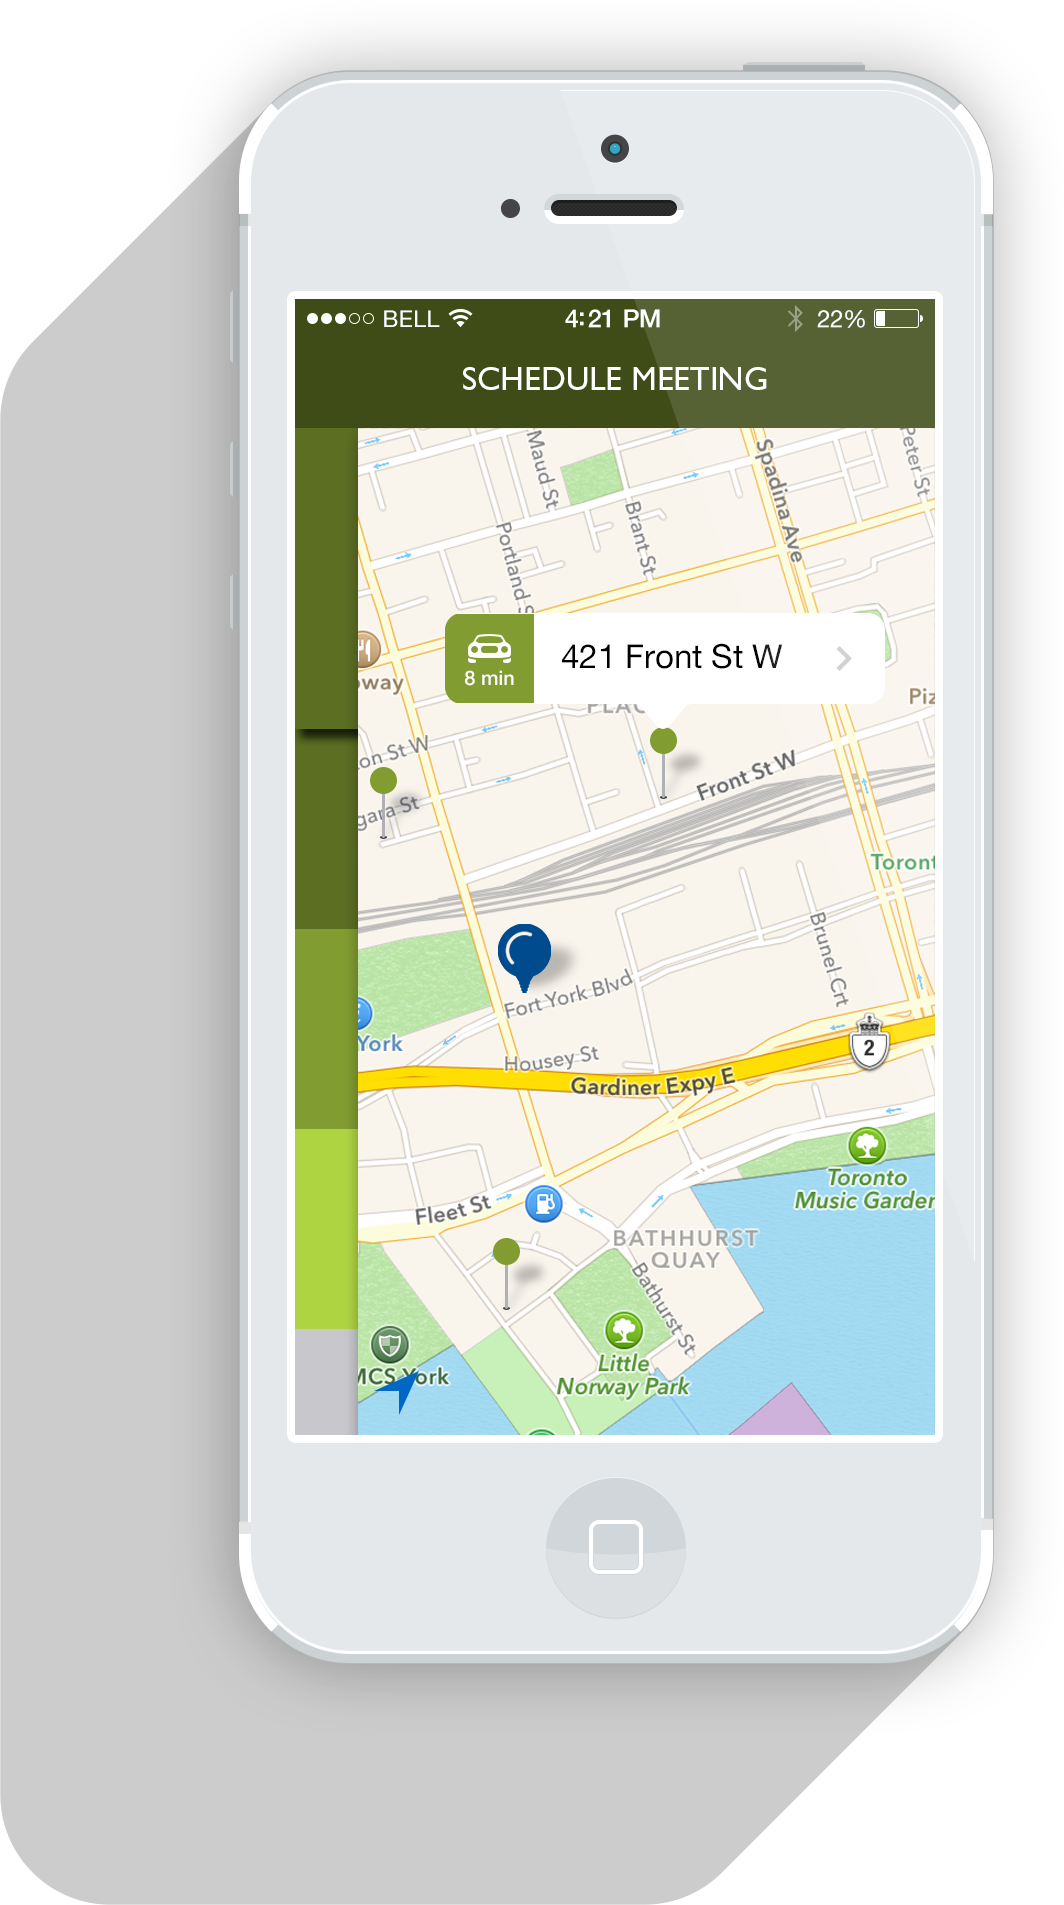 BELL 4:21 PM 22%
SCHEDULE MEETING
Maud St
Peter St
Spadina Ave
Brant St
Portland S
8 min
421 Front St W
way
PLAC
Piz
on St W
Front St W
gara St
Toront
Brunel Crt
Fort York Blvd
York
Housey St
2
Gardiner Expy E
Toronto
Music Garden
Fleet St
BATHHURST
QUAY
Bathurst St
Little
Norway Park
MCS York